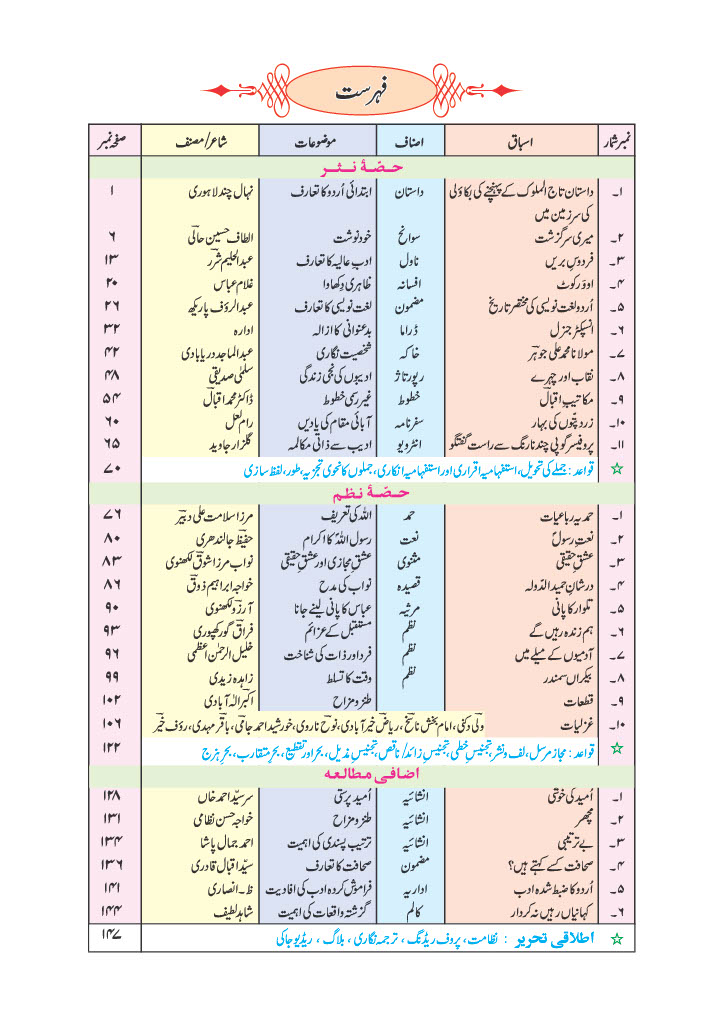 فہرست
نمبر شمار اسباق اصناف موضوعات شاعر/مصنف صفحہ نمبر
حصّۂ نثر
۱۔ داستان تاج الملوک کے پہنچنے کی بکاؤلی داستان ابتدائی اُردو کا تعارف نہال چند لاہوری ۱
کی سرزمین میں
۲۔ میری سرگزشت سوانح خودنوشت الطاف حسین حالؔی ۶
۳۔ فردوسِ بریں ناول ادبِ عالیہ کا تعارف عبدالحلیم شررؔ ۱۳
۴۔ اوور کوٹ افسانہ ظاہری دِکھاوا غلام عباس ۲۰
۵۔ اُردو لغت نویسی کی مختصر تاریخ مضمون لغت نویسی کا تعارف عبدالرؤف پاریکھ ۲۶
۶۔ انسپکٹر جنرل ڈراما بدعنوانی کا ازالہ ادارہ ۳۲
۷۔ مولانا محمد علی جوہرؔ خاکہ شخصیت نگاری عبدالماجد دریابادی ۴۲
۸۔ نقاب اور چہرے رپورتاژ ادیبوں کی نجی زندگی سلمٰی صدیقی ۴۸
۹۔ مکاتیبِ اقبالؔ خطوط غیر رسمی خطوط ڈاکٹر محمد اقبالؔ ۵۴
۱۰۔ زرد پتّوں کی بہار سفرنامہ آبائی مقام کی یادیں رام لعل ۶۰
۱۱۔ پروفیسر گوپی چند نارنگ سے راست گفتگو انٹرویو ادیب سے ذاتی مکالمہ گلزار جاوید ۶۵
☆ قواعد : جملے کی تحویل، استفہامیہ اقراری اور استفہامیہ انکاری، جملوں کا نحوی تجزیہ، طور، لفظ سازی ۷۰
حصّۂ نظم
۱۔ حمدیہ رباعیات حمد اللہ کی تعریف مرزا سلامت علی دبیرؔ ۷۶
۲۔ نعتِ رسولؐ نعت رسول اللہؐ کا اکرام حفیظؔ جالندھری ۸۰
۳۔ عشقِ حقیقی مثنوی عشقِ مجازی اور عشقِ حقیقی نواب مرزا شوقؔ لکھنوی ۸۳
۴۔ در شانِ حمید الدّولہ قصیدہ نواب کی مدح خواجہ ابراہیم ذوقؔ ۸۶
۵۔ تلوار کا پانی مرثیہ عباس کا پانی لینے جانا آرزوؔ لکھنوی ۹۰
۶۔ ہم زندہ رہیں گے نظم مستقبل کے عزائم فراقؔ گورکھپوری ۹۳
۷۔ آدمیوں کے میلے میں نظم فرد اور ذات کی شناخت خلیل الرحمٰن اعظمی ۹۶
۸۔ بیکراں سمندر نظم وقت کا تسلط زاہدہ زیدی ۹۹
۹۔ قطعات طنز و مزاح اکبرؔ الٰہ آبادی ۱۰۲
۱۰۔ غزلیات ولیؔ دکنی، امام بخش ناسخؔ، ریاضؔ خیرآبادی، نوحؔ ناروی، خورشید احمد جامیؔ، باقرؔ مہدی، رؤف خیرؔ ۱۰۶
☆ قواعد : مجاز مرسل، لف و نشر، تجنیسِ خطی، تجنیسِ زائد/ناقص، تجنیسِ مذیل، بحر اور تقطیع، بحرِ متقارب، بحرِ ہزج ۱۲۲
اضافی مطالعہ
۱۔ اُمید کی خوشی انشائیہ اُمید پرستی سر سیّد احمد خاں ۱۲۸
۲۔ مچھر انشائیہ طنز و مزاح خواجہ حسن نظامی ۱۳۱
۳۔ بے ترتیبی انشائیہ ترتیب پسندی کی اہمیت احمد جمال پاشا ۱۳۴
۴۔ صحافت کسے کہتے ہیں؟ مضمون صحافت کا تعارف سیّد اقبال قادری ۱۳۶
۵۔ اُردو کا ضبط شدہ ادب اداریہ فراموش کردہ ادب کی افادیت ظ۔ انصاری ۱۴۱
۶۔ کہانیاں رہیں نہ کردار کالم گزشتہ واقعات کی اہمیت شاہد لطیف ۱۴۴
☆ اطلاقی تحریر : نظامت، پروف ریڈنگ، ترجمہ نگاری، بلاگ، ریڈیو جاکی ۱۴۷